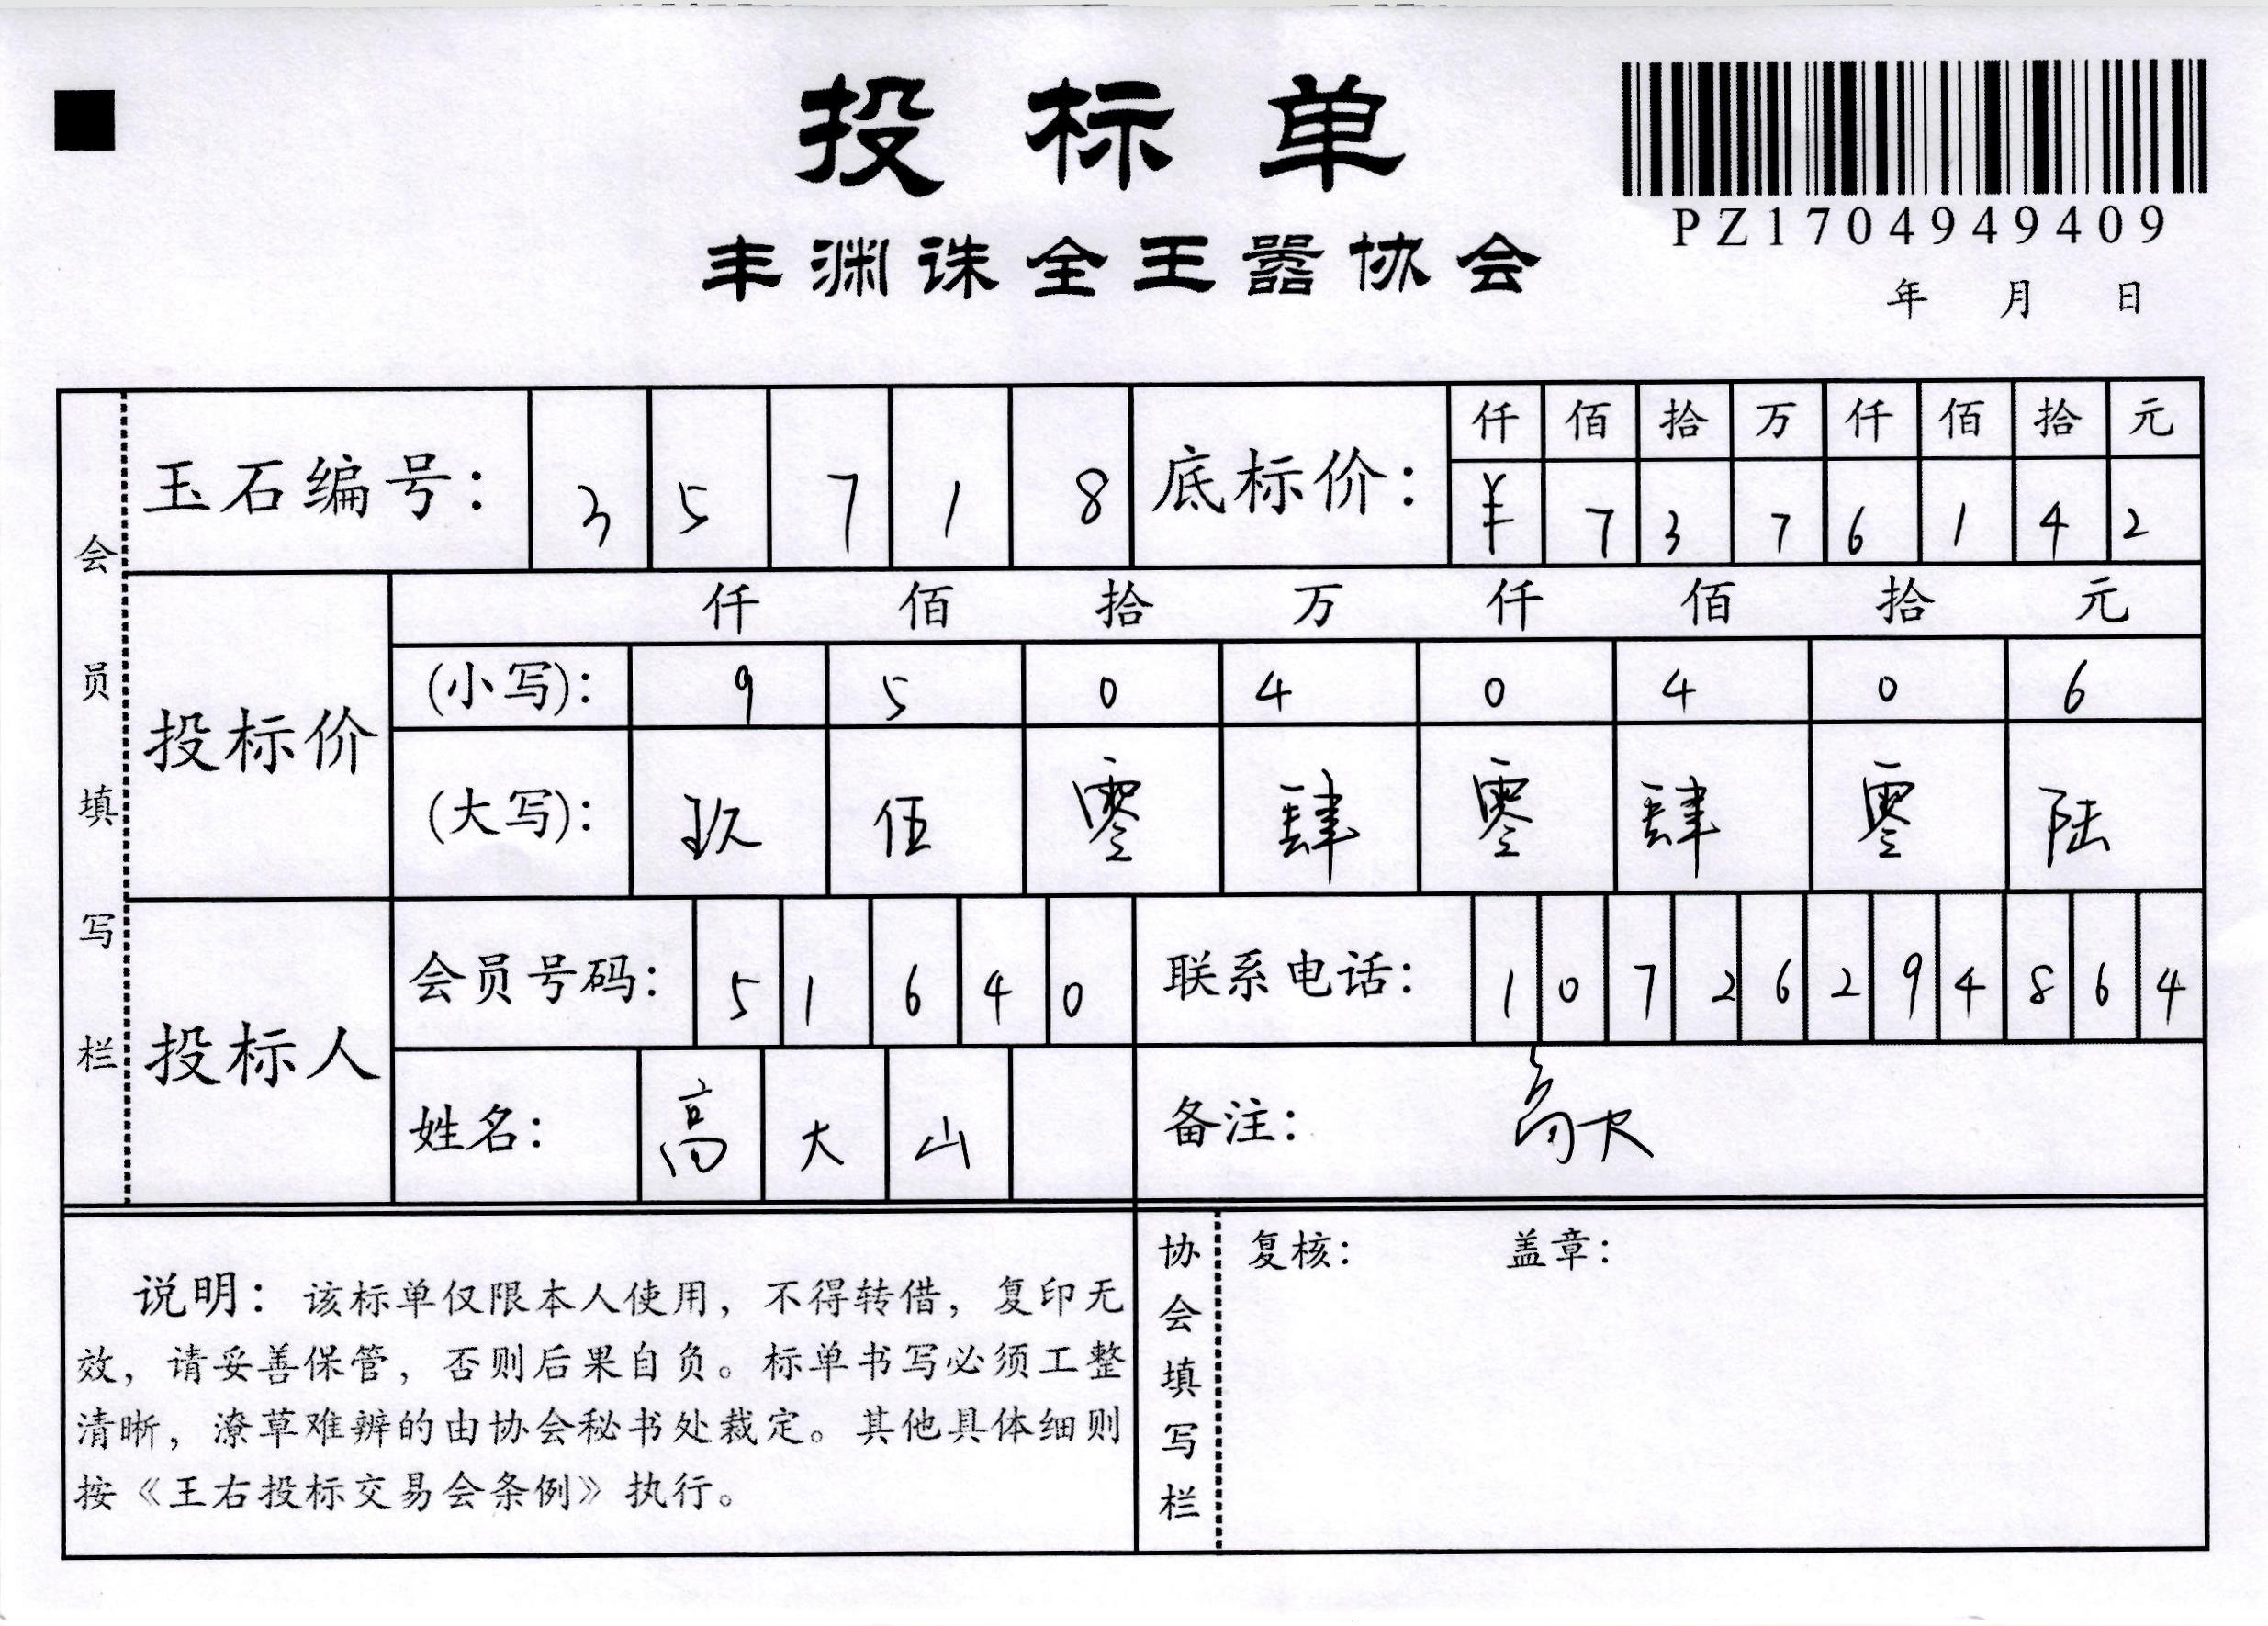 投标单
PZ1704949409
丰渊诛全王嚣协会
年 月 日
会员填写栏
玉石编号: 3 5 7 1 8
底标价: 仟 佰 拾 万 仟 佰 拾 元
¥ 7 3 7 6 1 4 2
投标价
仟 佰 拾 万 仟 佰 拾 元
(小写): 9 5 0 4 0 4 0 6
(大写): 玖 伍 零 肆 零 肆 零 陆
投标人
会员号码: 5 1 6 4 0
联系电话: 1 0 7 2 6 2 9 4 8 6 4
姓名: 高 大 山
备注:
说明: 该标单仅限本人使用, 不得转借, 复印无
效, 请妥善保管, 否则后果自负。标单书写必须工整
清晰, 潦草难辨的由协会秘书处裁定。其他具体细则
按《王右投标交易会条例》执行。
协会填写栏
复核: 盖章: